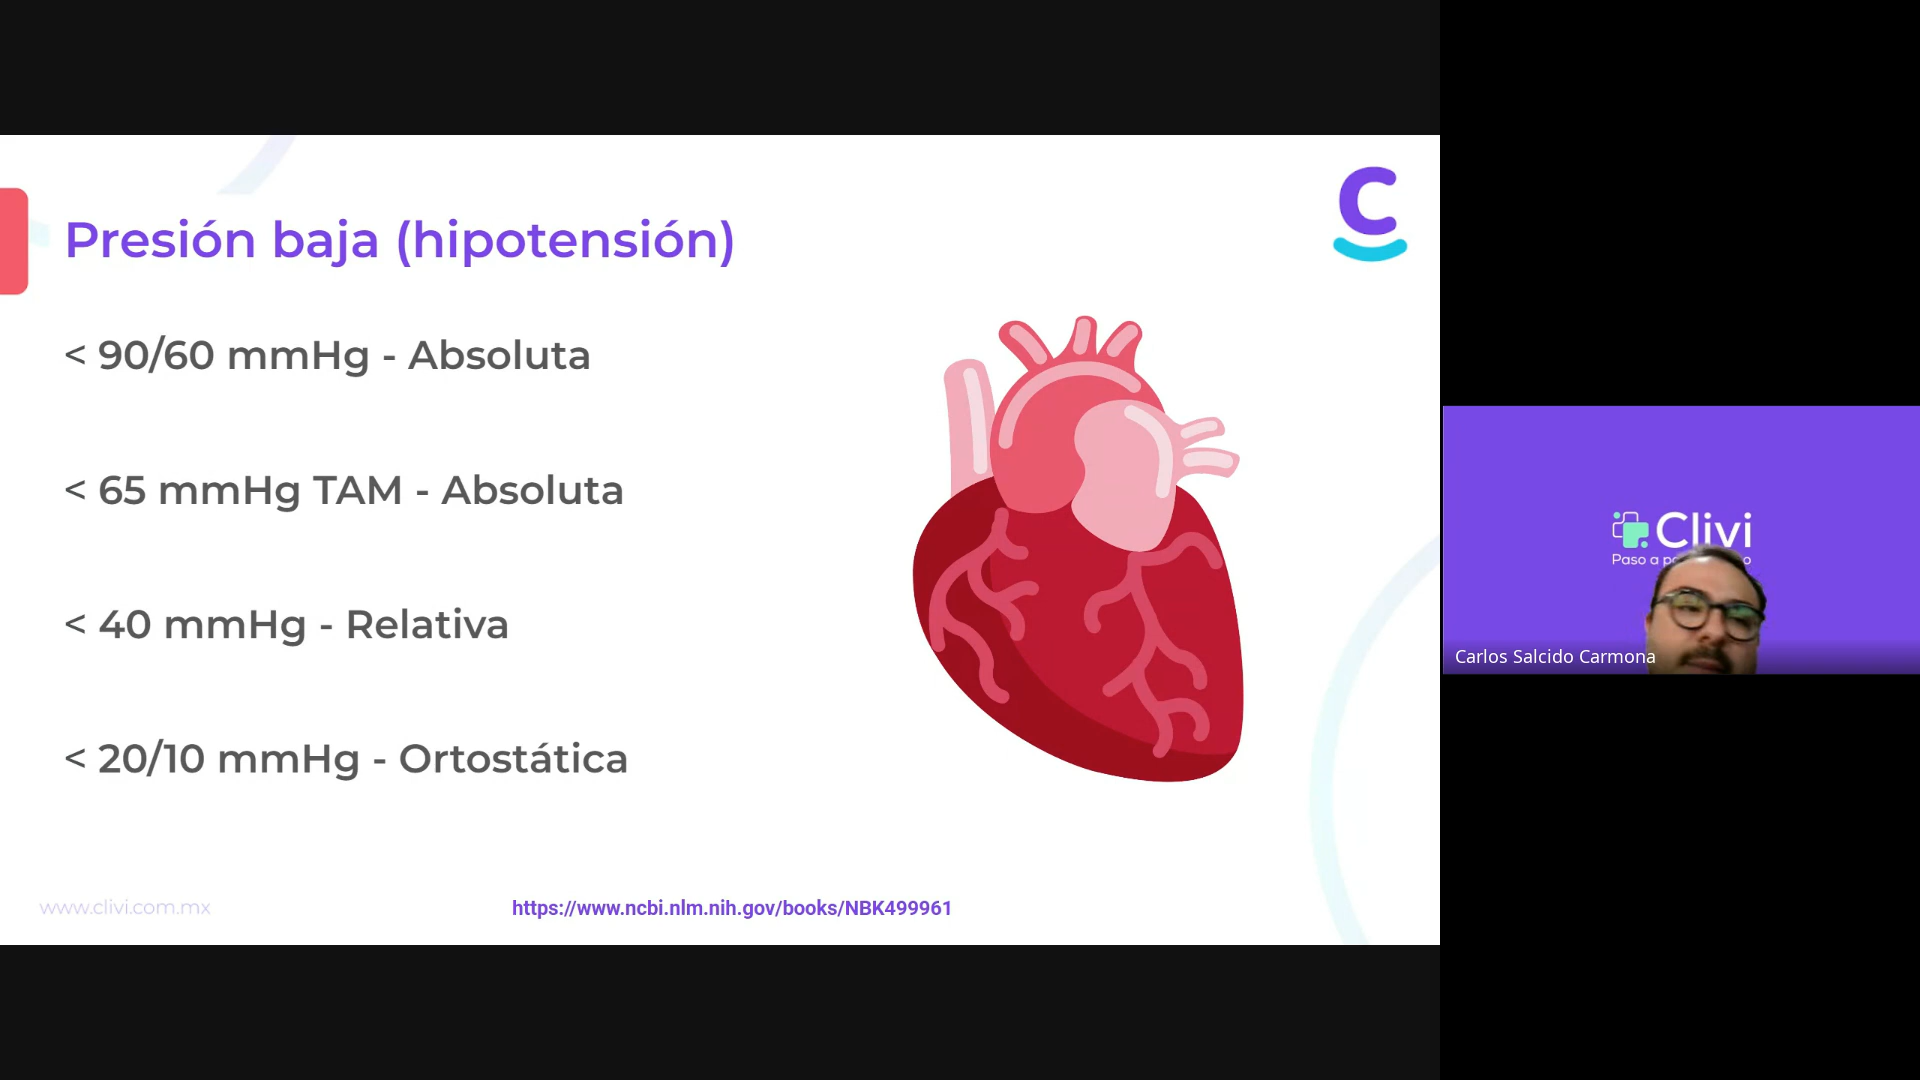 Presión baja (hipotensión)
< 90/60 mmHg - Absoluta
< 65 mmHg TAM - Absoluta
< 40 mmHg - Relativa
< 20/10 mmHg - Ortostática
www.clivi.com.mx
https://www.ncbi.nlm.nih.gov/books/NBK499961
Clivi
Paso a
Carlos Salcido Carmona